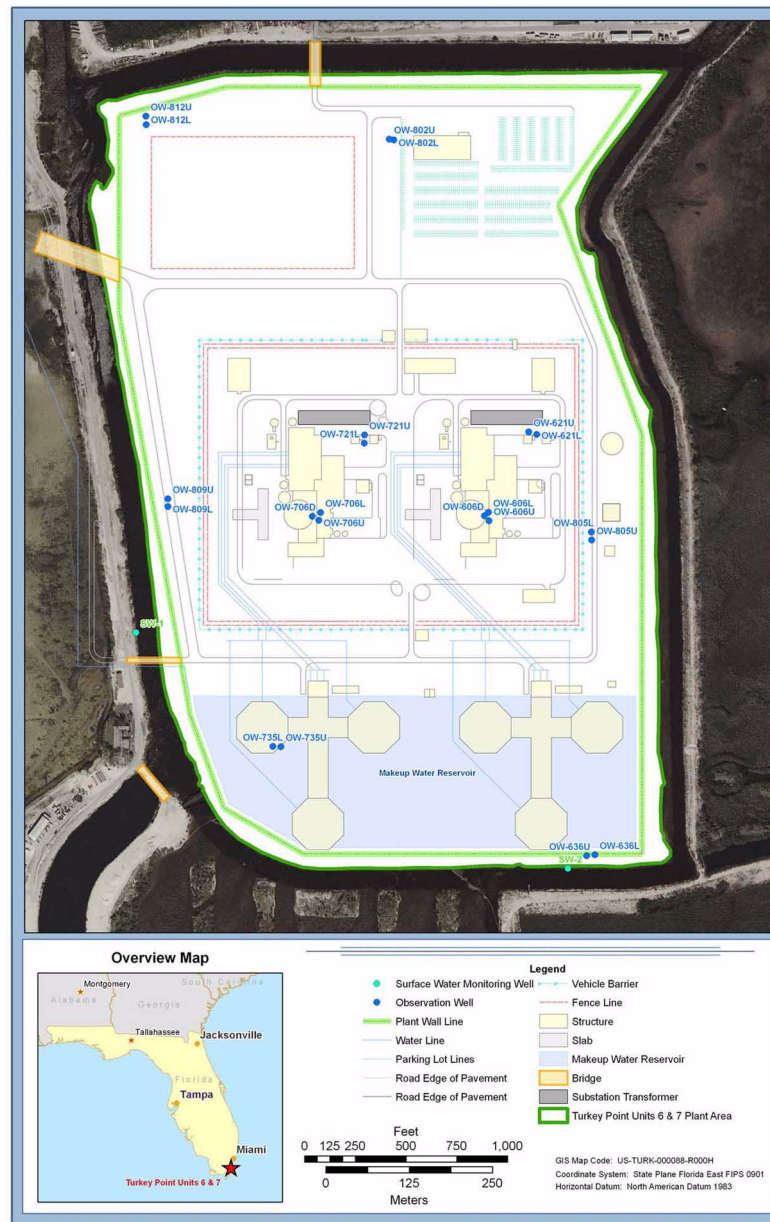 OW-812U
OW-812L
OW-802U
OW-802L
OW-721U
OW-721L
OW-621U
OW-621L
OW-809U
OW-809L
OW-706L
OW-706D
OW-706U
OW-606L
OW-606D
OW-606U
OW-805L
OW-805U
SW-1
OW-735L OW-735U
Makeup Water Reservoir
OW-636U OW-636L
SW-2
Overview Map
Montgomery
Alabama
Georgia
South Carolina
Tallahassee
Jacksonville
Florida
Tampa
Miami
Turkey Point Units 6 & 7
Legend
Surface Water Monitoring Well
Observation Well
Plant Wall Line
Water Line
Parking Lot Lines
Road Edge of Pavement
Road Edge of Pavement
Vehicle Barrier
Fence Line
Structure
Slab
Makeup Water Reservoir
Bridge
Substation Transformer
Turkey Point Units 6 & 7 Plant Area
Feet
0 125 250 500 750 1,000
0 125 250
Meters
GIS Map Code: US-TURK-000088-R000H
Coordinate System: State Plane Florida East FIPS 0901
Horizontal Datum: North American Datum 1983